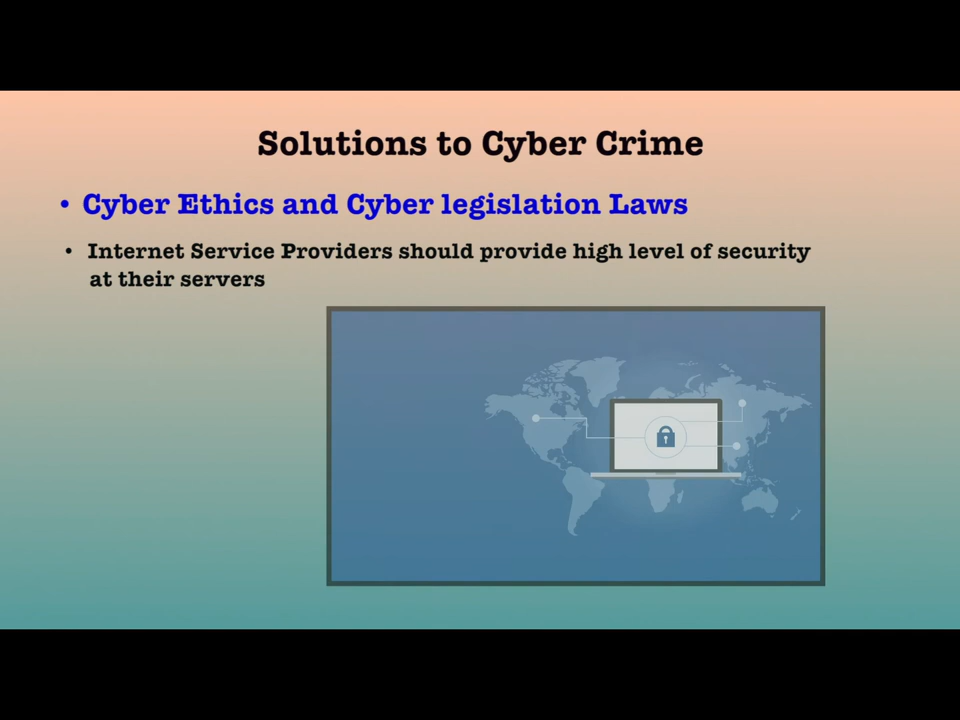 Solutions to Cyber Crime
• Cyber Ethics and Cyber legislation Laws
• Internet Service Providers should provide high level of security
at their servers